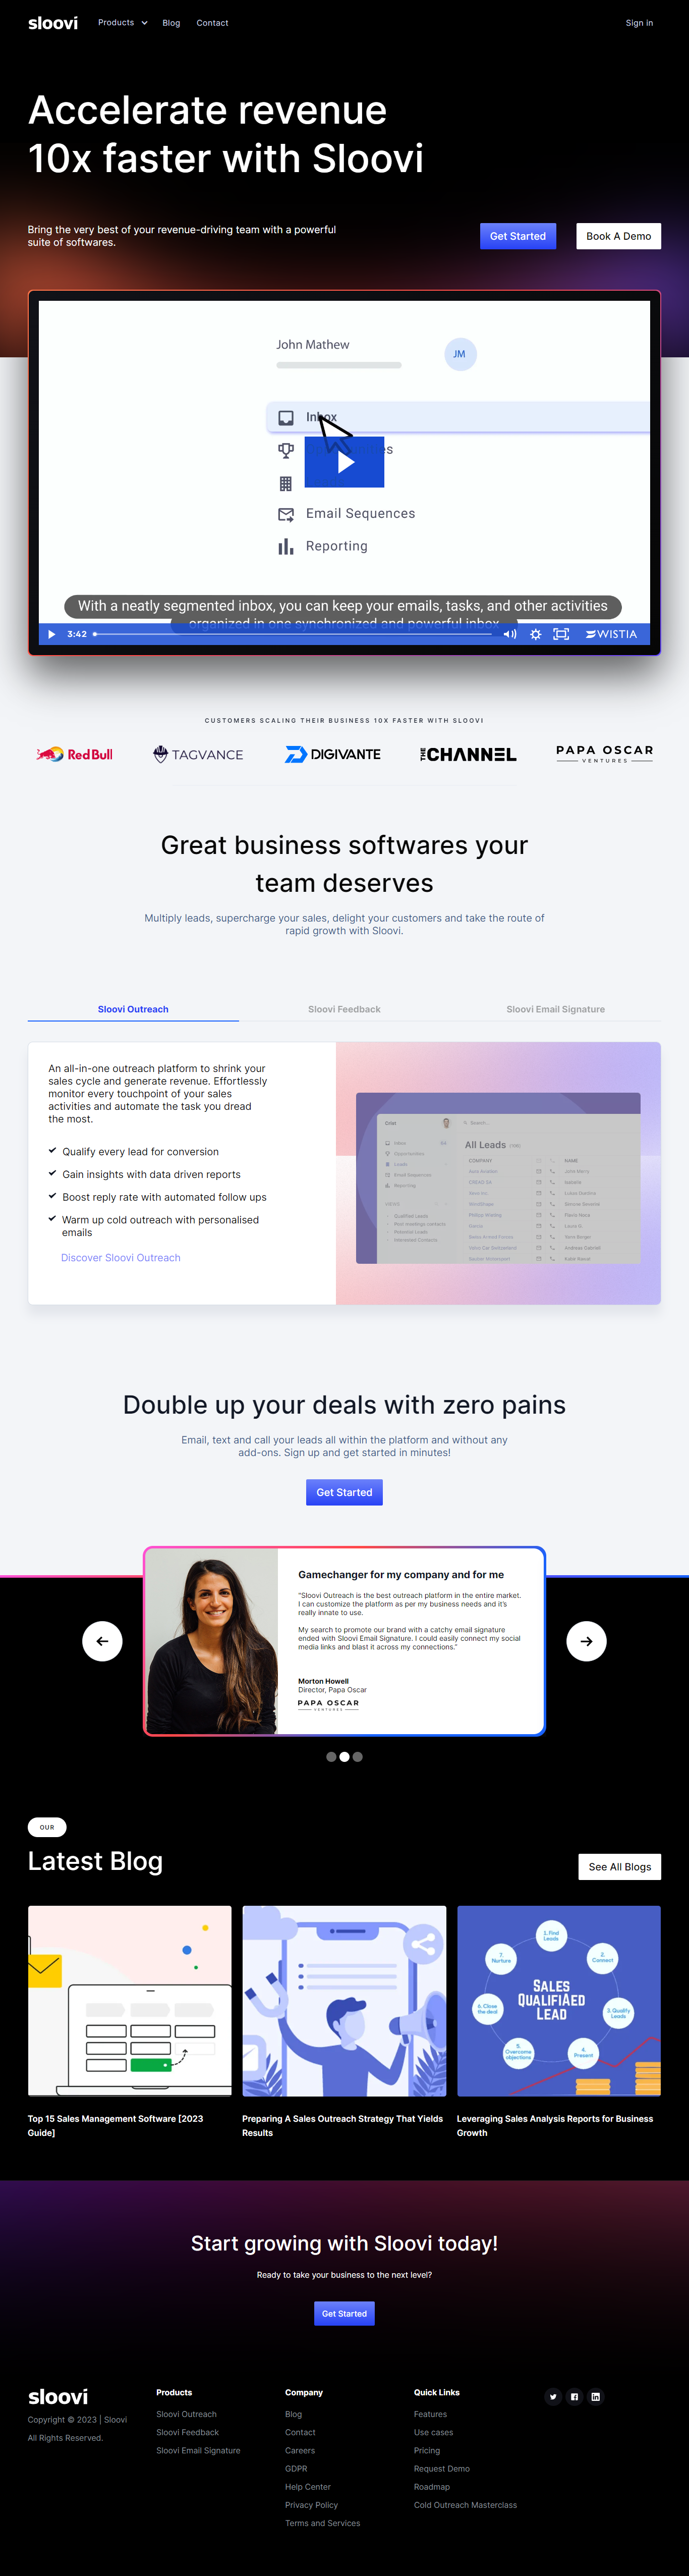 sloovi
Products
Blog
Contact
Sign in
Accelerate revenue
10x faster with Sloovi
Bring the very best of your revenue-driving team with a powerful
suite of softwares.
Get Started
Book A Demo
John Mathew
JM
Inbox
Email Sequences
Reporting
With a neatly segmented inbox, you can keep your emails, tasks, and other activities
organized in one synchronized and powerful inbox
3:42
WISTIA
CUSTOMERS SCALING THEIR BUSINESS 10X FASTER WITH SLOOVI
Red Bull
TAGVANCE
DIGIVANTE
THE CHANNEL
PAPA OSCAR
VENTURES
Great business softwares your
team deserves
Multiply leads, supercharge your sales, delight your customers and take the route of
rapid growth with Sloovi.
Sloovi Outreach
Sloovi Feedback
Sloovi Email Signature
An all-in-one outreach platform to shrink your
sales cycle and generate revenue. Effortlessly
monitor every touchpoint of your sales
activities and automate the task you dread
the most.
Qualify every lead for conversion
Gain insights with data driven reports
Boost reply rate with automated follow ups
Warm up cold outreach with personalised
emails
Discover Sloovi Outreach
Search...
Inbox
Opportunities
Leads
Email Sequences
Reporting
Qualified Leads
Potential Leads
Interested Contacts
All Leads
COMPANY
NAME
Double up your deals with zero pains
Email, text and call your leads all within the platform and without any
add-ons. Sign up and get started in minutes!
Get Started
Gamechanger for my company and for me
"Sloovi Outreach is the best outreach platform in the entire market.
I can customize the platform as per my business needs and it's
really innate to use.
My search to promote our brand with a catchy email signature
ended with Sloovi Email Signature. I could easily connect my social
media links and blast it across my connections."
Morton Howell
Director, Papa Oscar
PAPA OSCAR
VENTURES
OUR
Latest Blog
See All Blogs
1. Find
Leads
2.
Connect
3. Qualify
Leads
4.
Present
5.
Overcome
objections
6. Close
the deal
7.
Nurture
SALES
QUALIFIAED
LEAD
Top 15 Sales Management Software [2023
Guide]
Preparing A Sales Outreach Strategy That Yields
Results
Leveraging Sales Analysis Reports for Business
Growth
Start growing with Sloovi today!
Ready to take your business to the next level?
Get Started
sloovi
Copyright © 2023 | Sloovi
All Rights Reserved.
Products
Sloovi Outreach
Sloovi Feedback
Sloovi Email Signature
Company
Blog
Contact
Careers
GDPR
Help Center
Privacy Policy
Terms and Services
Quick Links
Features
Use cases
Pricing
Request Demo
Roadmap
Cold Outreach Masterclass